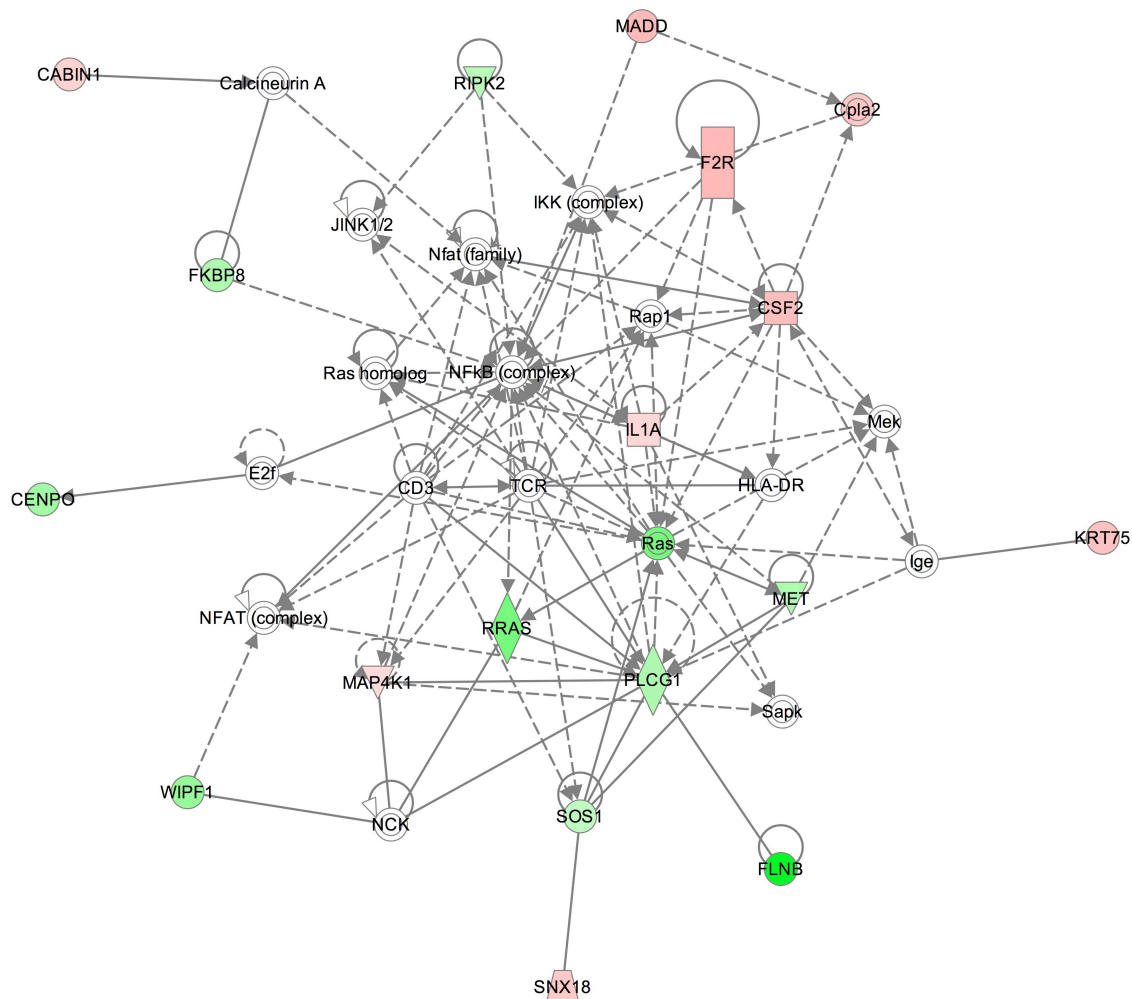 MADD
CABIN1
Calcineurin A
RIPK2
Cpla2
F2R
IKK (complex)
JINK1/2
Nfat (family)
FKBP8
CSF2
Rap1
Ras homolog
NFkB (complex)
IL1A
Mek
E2f
CD3
TCR
HLA-DR
CENPO
Ras
KRT75
Ige
MET
NFAT (complex)
RRAS
MAP4K1
PLCG1
Sapk
WIPF1
NCK
SOS1
FLNB
SNX18